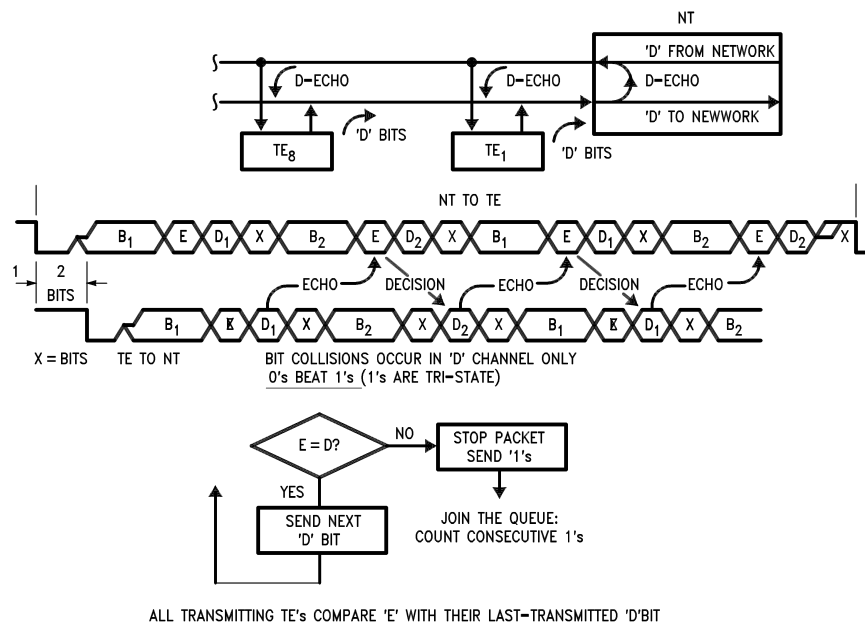 NT
'D' FROM NETWORK
D-ECHO D-ECHO D-ECHO
'D' TO NEWWORK
'D' BITS 'D' BITS
TE8 TE1
NT TO TE
B1 E D1 X B2 E D2 X B1 E D1 X B2 E D2 X
1 2
BITS
ECHO DECISION ECHO DECISION ECHO
B1 D1 X B2 X D2 X B1 D1 X B2
X = BITS TE TO NT BIT COLLISIONS OCCUR IN 'D' CHANNEL ONLY
0's BEAT 1's (1's ARE TRI-STATE)
E = D?
NO
STOP PACKET
SEND '1's
YES
SEND NEXT
'D' BIT
JOIN THE QUEUE:
COUNT CONSECUTIVE 1's
ALL TRANSMITTING TE's COMPARE 'E' WITH THEIR LAST-TRANSMITTED 'D'BIT